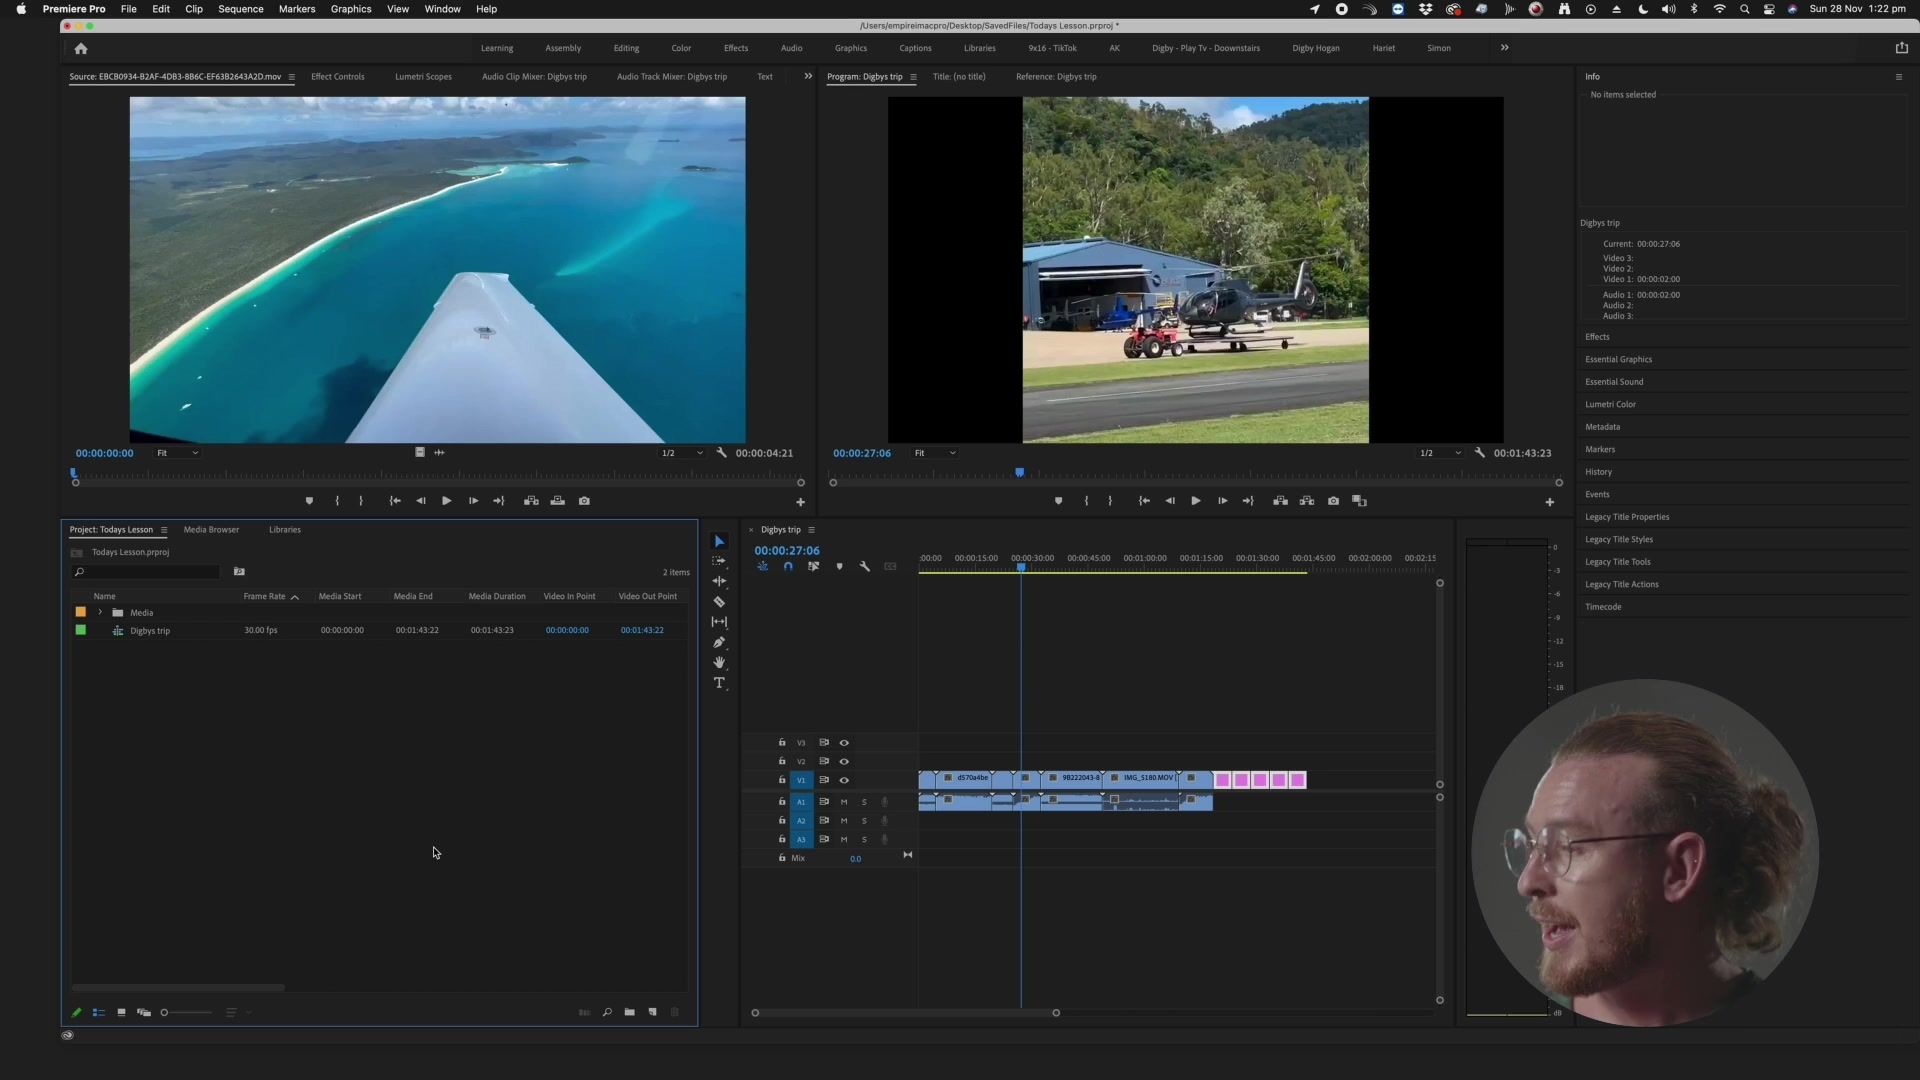 Premiere Pro File Edit Clip Sequence Markers Graphics View Window Help Sun 28 Nov 1:22 pm
/Users/empireimacpro/Desktop/SavedFiles/Todays Lesson.prproj *
Learning Assembly Editing Color Effects Audio Graphics Captions Libraries 9x16 - TikTok AK Digby - Play Tv - Doownstairs Digby Hogan Hariet Simon
Source: EBCB0934-B2AF-4DB3-8B6C-EF63B2643A2D.mov Effect Controls Lumetri Scopes Audio Clip Mixer: Digbys trip Audio Track Mixer: Digbys trip Text
Program: Digbys trip Title: (no title) Reference: Digbys trip
Info
No items selected
Digbys trip
Current: 00:00:27:06
Video 3:
Video 2:
Video 1: 00:00:02:00
Audio 1: 00:00:02:00
Audio 2:
Audio 3:
Effects
Essential Graphics
Essential Sound
Lumetri Color
Metadata
Markers
History
Events
Legacy Title Properties
Legacy Title Styles
Legacy Title Tools
Legacy Title Actions
Timecode
00:00:00:00 Fit 1/2 00:00:04:21
00:00:27:06 Fit 1/2 00:01:43:23
Project: Todays Lesson Media Browser Libraries
Todays Lesson.prproj
2 items
Name Frame Rate Media Start Media End Media Duration Video In Point Video Out Point
Media
Digbys trip 30.00 fps 00:00:00:00 00:01:43:22 00:01:43:23 00:00:00:00 00:01:43:22
Digbys trip
00:00:27:06
:00:00 00:00:15:00 00:00:30:00 00:00:45:00 00:01:00:00 00:01:15:00 00:01:30:00 00:01:45:00 00:02:00:00 00:02:15
V3
V2
V1 d570a4be 9B222043-8 IMG_5180.MOV
A1 M S
A2 M S
A3 M S
Mix 0.0
0
-3
-6
-9
-12
-15
-18
dB